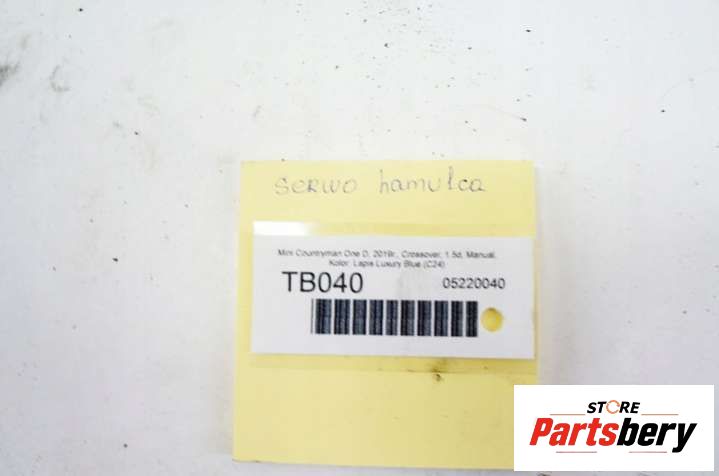 serwo hamulca
Mini Countryman One D, 2019r., Crossover, 1.5d, Manual,
Kolor: Lapis Luxury Blue (C24)
TB040 05220040
STORE
Partsbery